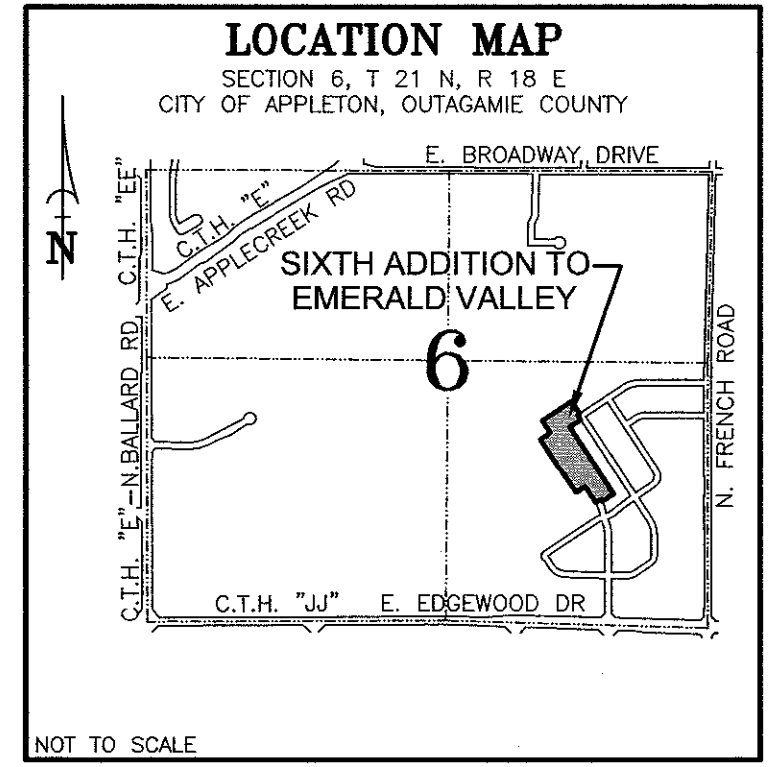 LOCATION MAP
SECTION 6, T 21 N, R 18 E
CITY OF APPLETON, OUTAGAMIE COUNTY
N
E. BROADWAY DRIVE
C.T.H. "EE"
C.T.H. "E"
E. APPLECREEK RD
SIXTH ADDITION TO
EMERALD VALLEY
6
C.T.H. "E"-N.BALLARD RD
N. FRENCH ROAD
C.T.H. "JJ" E. EDGEWOOD DR
NOT TO SCALE